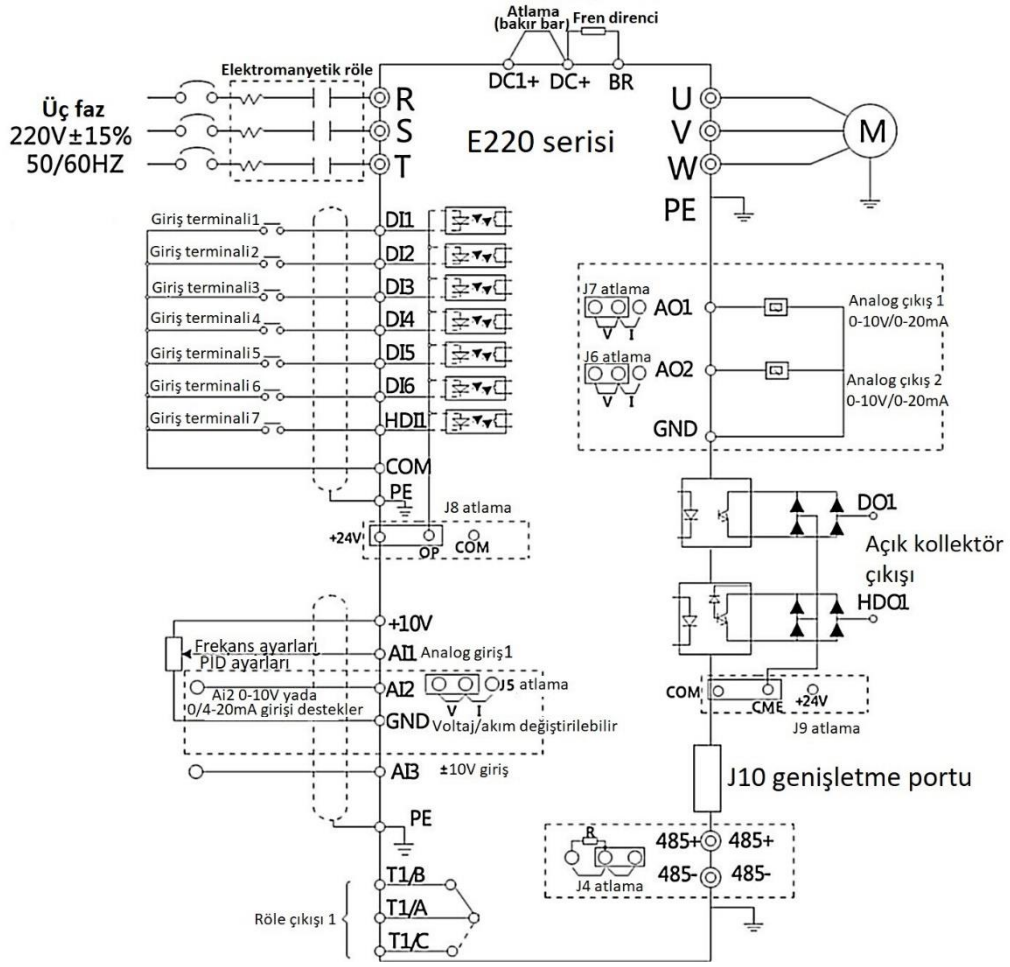 Atlama
(bakır bar)
Fren direnci
DC1+ DC+ BR
Elektromanyetik röle
Üç faz
220V±15%
50/60HZ
R
S
T
E220 serisi
U
V
W
M
PE
Giriş terminali1
DI1
Giriş terminali2
DI2
Giriş terminali3
DI3
Giriş terminali4
DI4
Giriş terminali5
DI5
Giriş terminali6
DI6
Giriş terminali7
HDI1
COM
PE
J8 atlama
+24V
OP
COM
J7 atlama
V I
AO1
Analog çıkış 1
0-10V/0-20mA
J6 atlama
V I
AO2
Analog çıkış 2
0-10V/0-20mA
GND
DO1
Açık kollektör
çıkışı
HDO1
COM
CME
+24V
J9 atlama
+10V
Frekans ayarları
PID ayarları
AI1
Analog giriş1
Ai2 0-10V yada
0/4-20mA girişi destekler
AI2
J5 atlama
V I
GND
Voltaj/akım değiştirilebilir
AI3
±10V giriş
PE
J10 genişletme portu
R
J4 atlama
485+ 485+
485- 485-
Röle çıkışı 1
T1/B
T1/A
T1/C